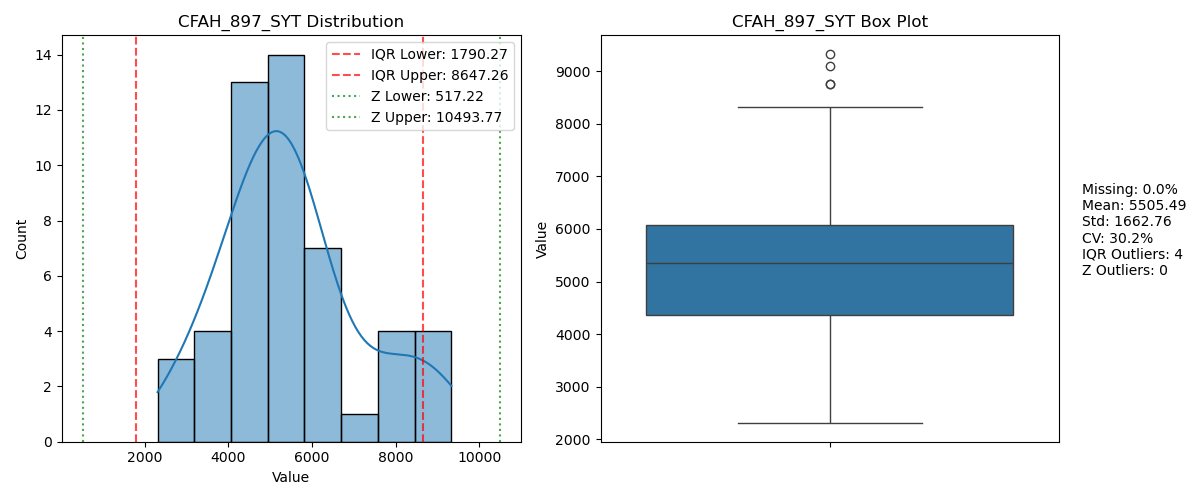 CFAH_897_SYT Distribution
14
12
10
8
6
4
2
0
Count
2000
4000
6000
8000
10000
Value
IQR Lower: 1790.27
IQR Upper: 8647.26
Z Lower: 517.22
Z Upper: 10493.77
CFAH_897_SYT Box Plot
9000
8000
7000
6000
5000
4000
3000
2000
Value
Missing: 0.0%
Mean: 5505.49
Std: 1662.76
CV: 30.2%
IQR Outliers: 4
Z Outliers: 0